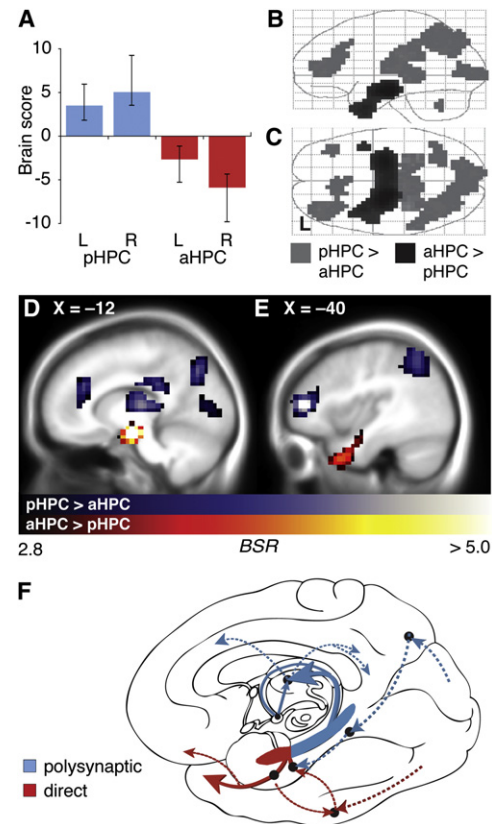 A
10
5
0
-5
-10
Brain score
L R L R
pHPC aHPC
B
C
L
pHPC > aHPC
aHPC > pHPC
D X = –12
E X = –40
pHPC > aHPC
aHPC > pHPC
2.8 BSR > 5.0
F
polysynaptic
direct